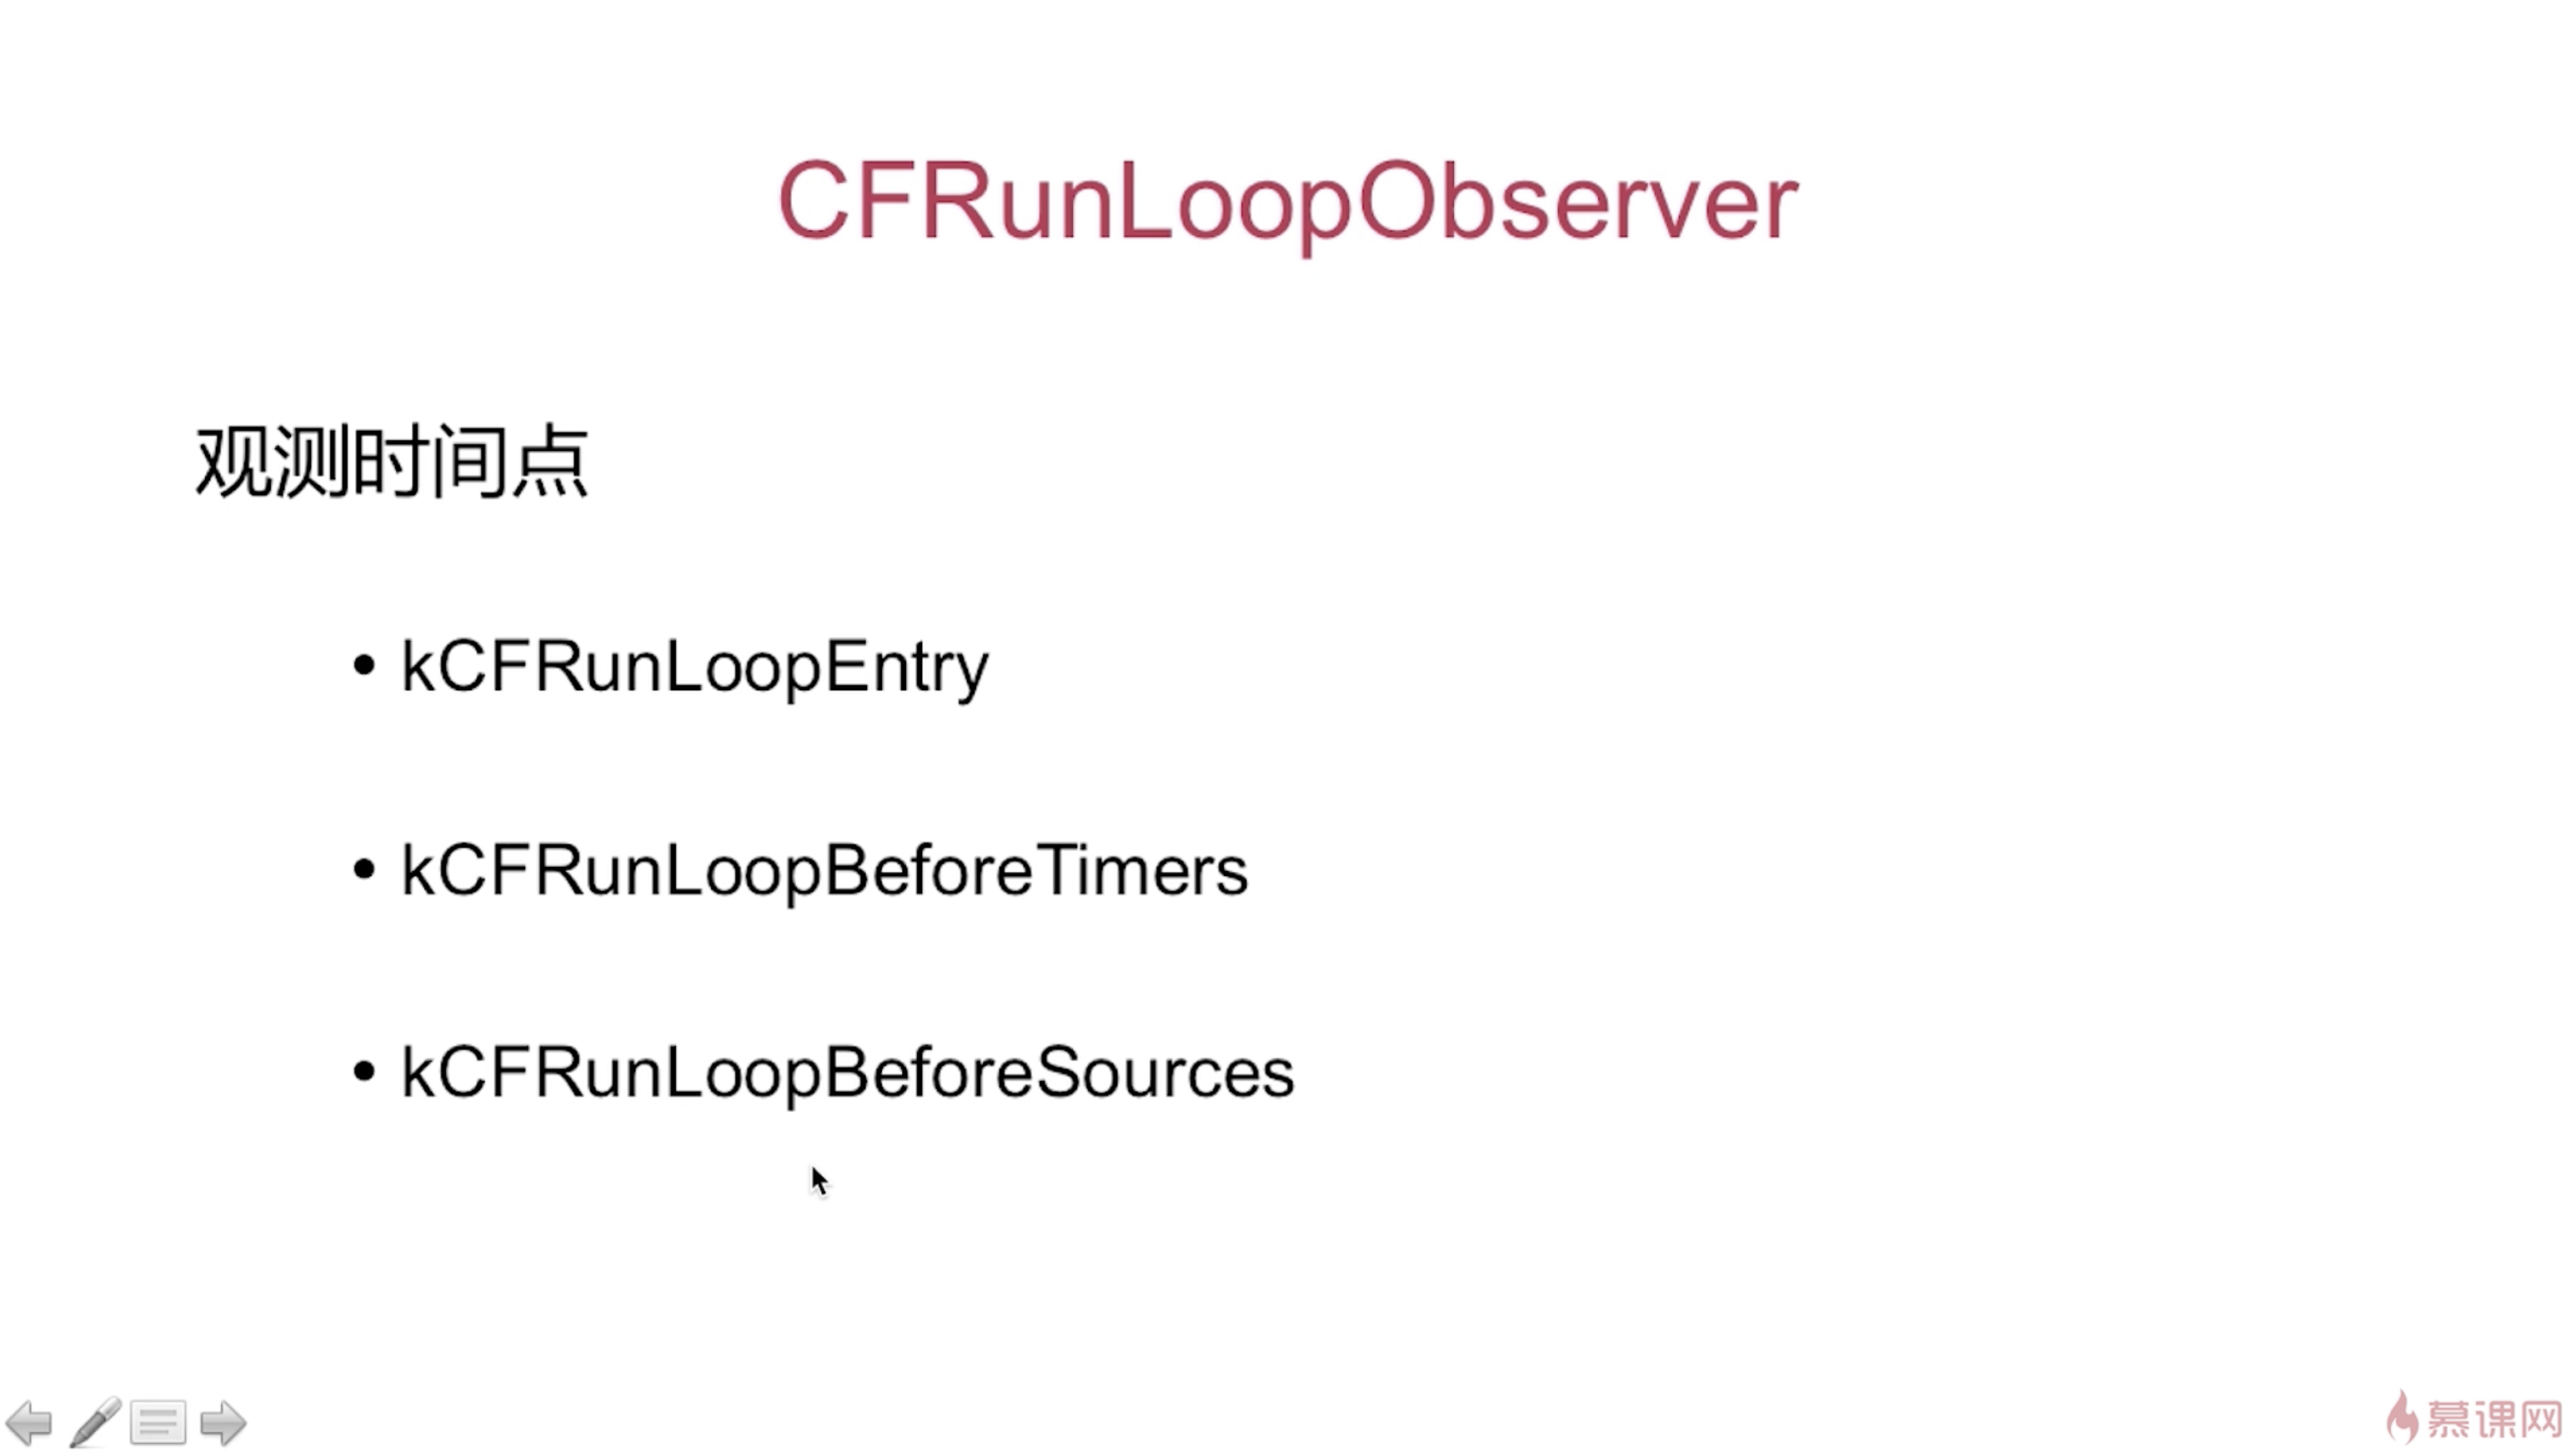 CFRunLoopObserver
观测时间点
• kCFRunLoopEntry
• kCFRunLoopBeforeTimers
• kCFRunLoopBeforeSources
慕课网